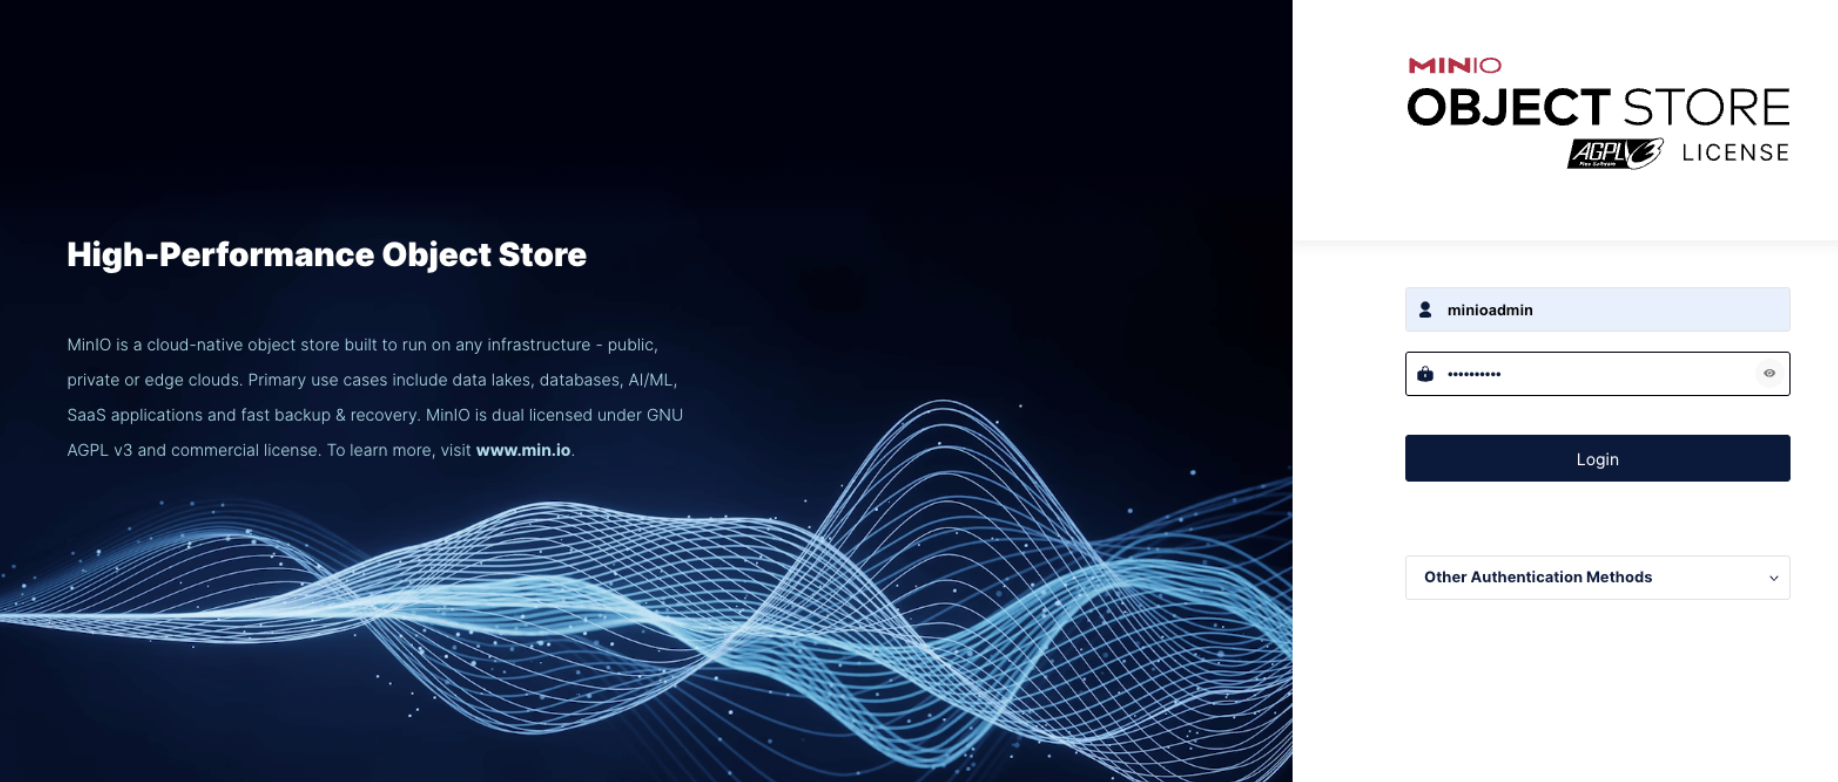 High-Performance Object Store
MinIO is a cloud-native object store built to run on any infrastructure - public,
private or edge clouds. Primary use cases include data lakes, databases, AI/ML,
SaaS applications and fast backup & recovery. MinIO is dual licensed under GNU
AGPL v3 and commercial license. To learn more, visit www.min.io.
MINIO
OBJECT STORE
AGPLv3 LICENSE
Free Software
minioadmin
••••••••••
Login
Other Authentication Methods